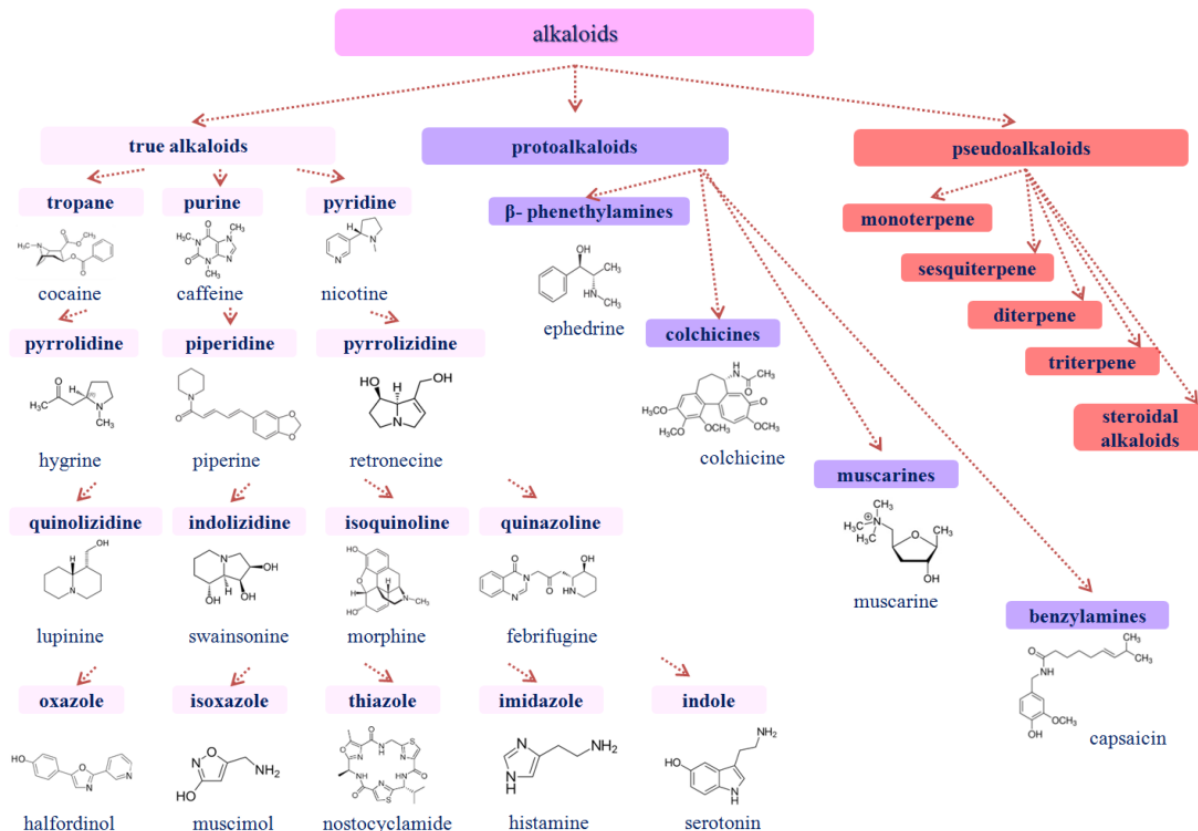 alkaloids
true alkaloids
protoalkaloids
pseudoalkaloids
tropane
purine
pyridine
β- phenethylamines
monoterpene
sesquiterpene
diterpene
triterpene
steroidal
alkaloids
cocaine
caffeine
nicotine
ephedrine
pyrrolidine
piperidine
pyrrolizidine
colchicines
hygrine
piperine
retronecine
colchicine
muscarines
quinolizidine
indolizidine
isoquinoline
quinazoline
muscarine
lupinine
swainsonine
morphine
febrifugine
benzylamines
oxazole
isoxazole
thiazole
imidazole
indole
capsaicin
halfordinol
muscimol
nostocyclamide
histamine
serotonin